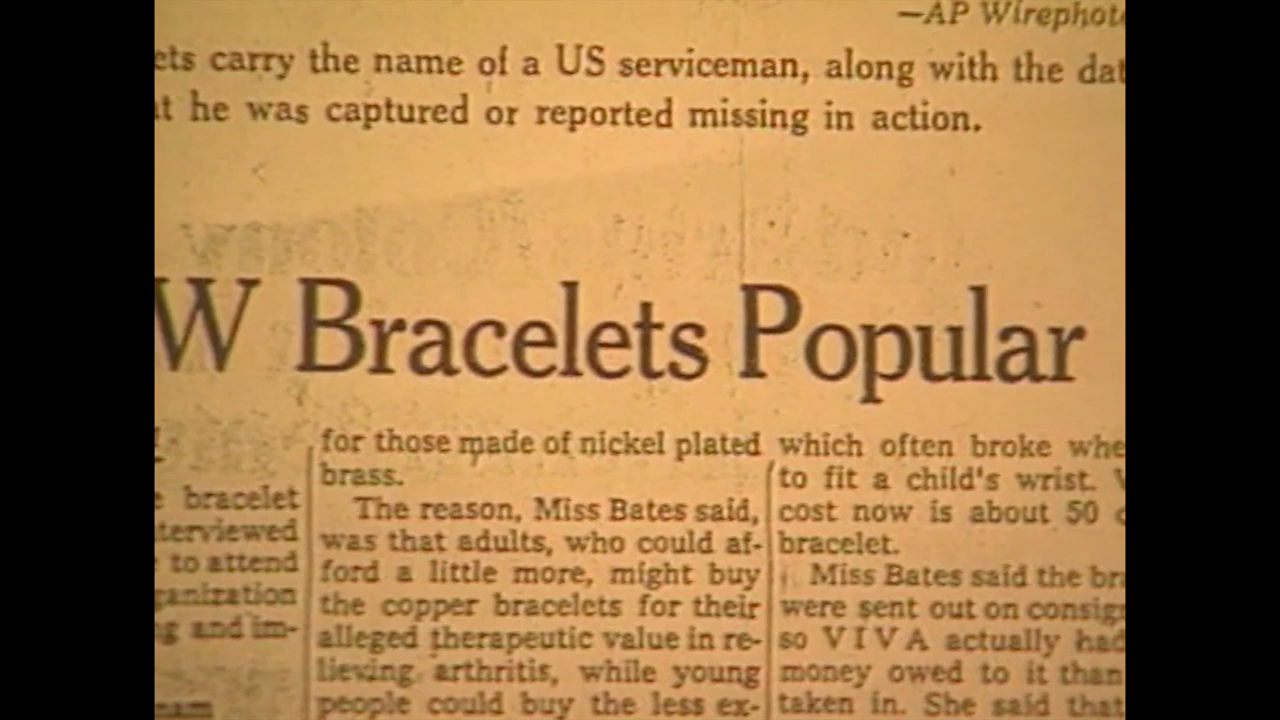 —AP Wirephoto
ets carry the name of a US serviceman, along with the dat
at he was captured or reported missing in action.
W Bracelets Popular
e bracelet
terviewed
to attend
ganization
g and im-
for those made of nickel plated
brass.
The reason, Miss Bates said,
was that adults, who could af-
ford a little more, might buy
the copper bracelets for their
alleged therapeutic value in re-
lieving arthritis, while young
people could buy the less ex-
which often broke whe
to fit a child's wrist.
cost now is about 50 c
bracelet.
Miss Bates said the bra
were sent out on consig
so VIVA actually had
money owed to it than
taken in. She said that